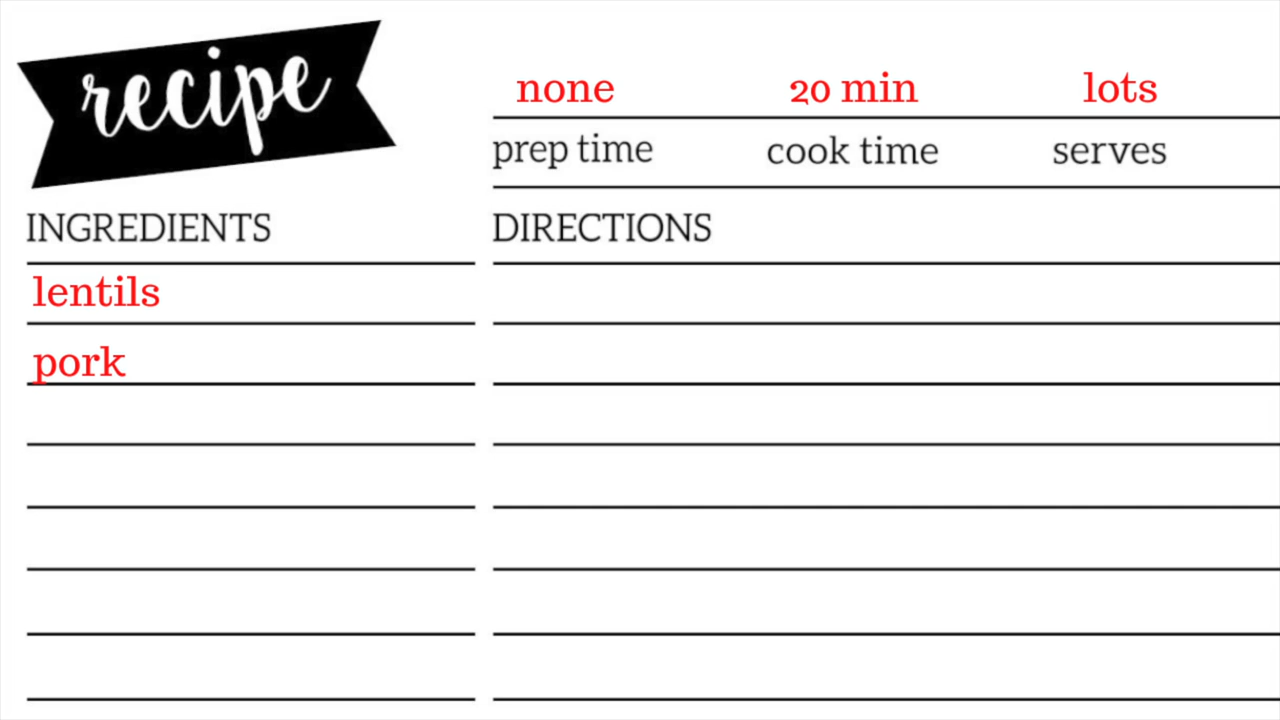 recipe
none 20 min lots
prep time cook time serves
INGREDIENTS DIRECTIONS
lentils
pork